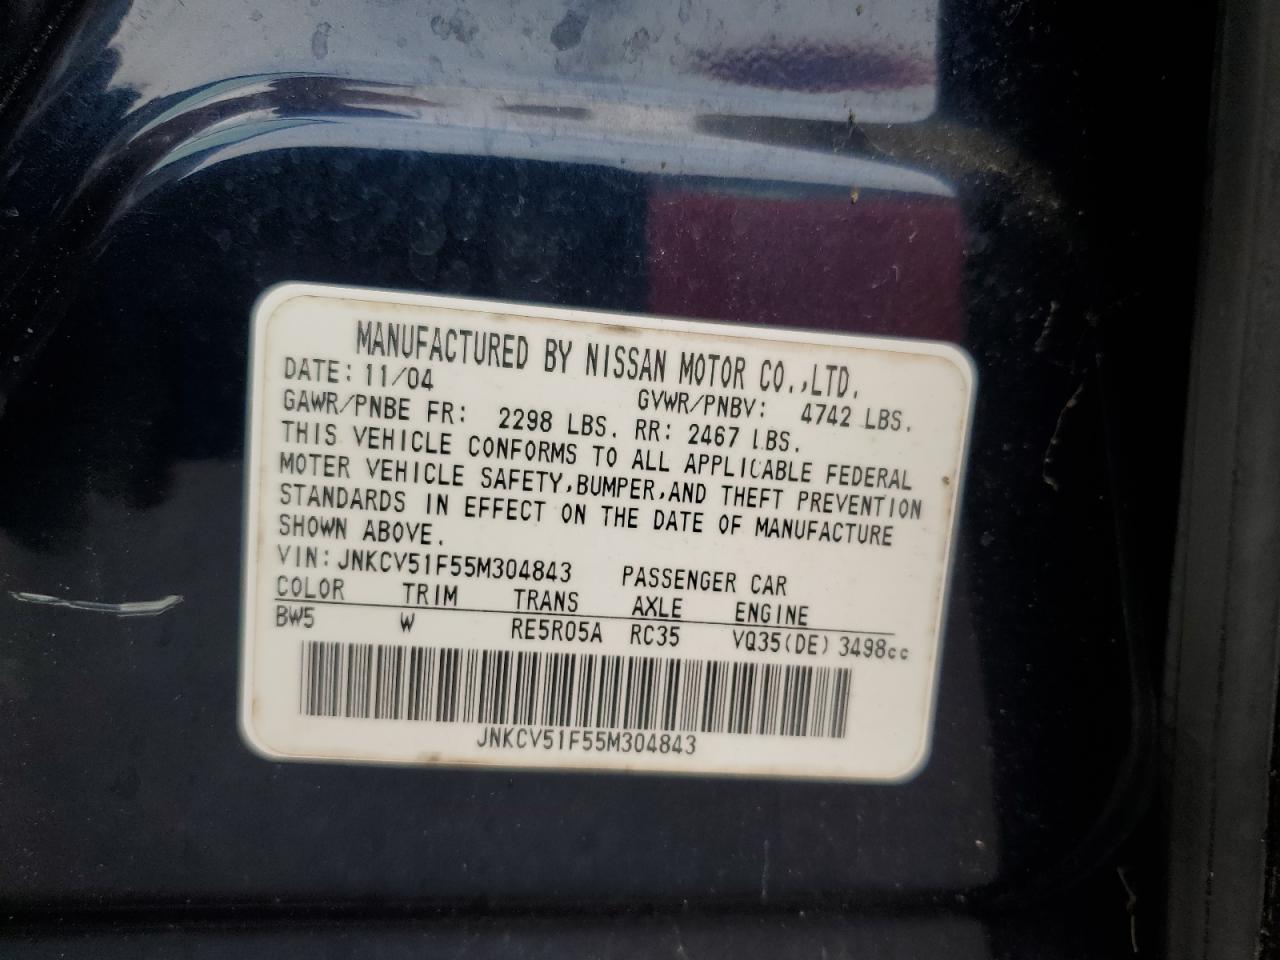 MANUFACTURED BY NISSAN MOTOR CO.,LTD.
DATE: 11/04 GVWR/PNBV: 4742 LBS.
GAWR/PNBE FR: 2298 LBS. RR: 2467 LBS.
THIS VEHICLE CONFORMS TO ALL APPLICABLE FEDERAL
MOTER VEHICLE SAFETY,BUMPER,AND THEFT PREVENTION
STANDARDS IN EFFECT ON THE DATE OF MANUFACTURE
SHOWN ABOVE.
VIN: JNKCV51F55M304843 PASSENGER CAR
COLOR TRIM TRANS AXLE ENGINE
BW5 W RE5R05A RC35 VQ35(DE) 3498cc
JNKCV51F55M304843